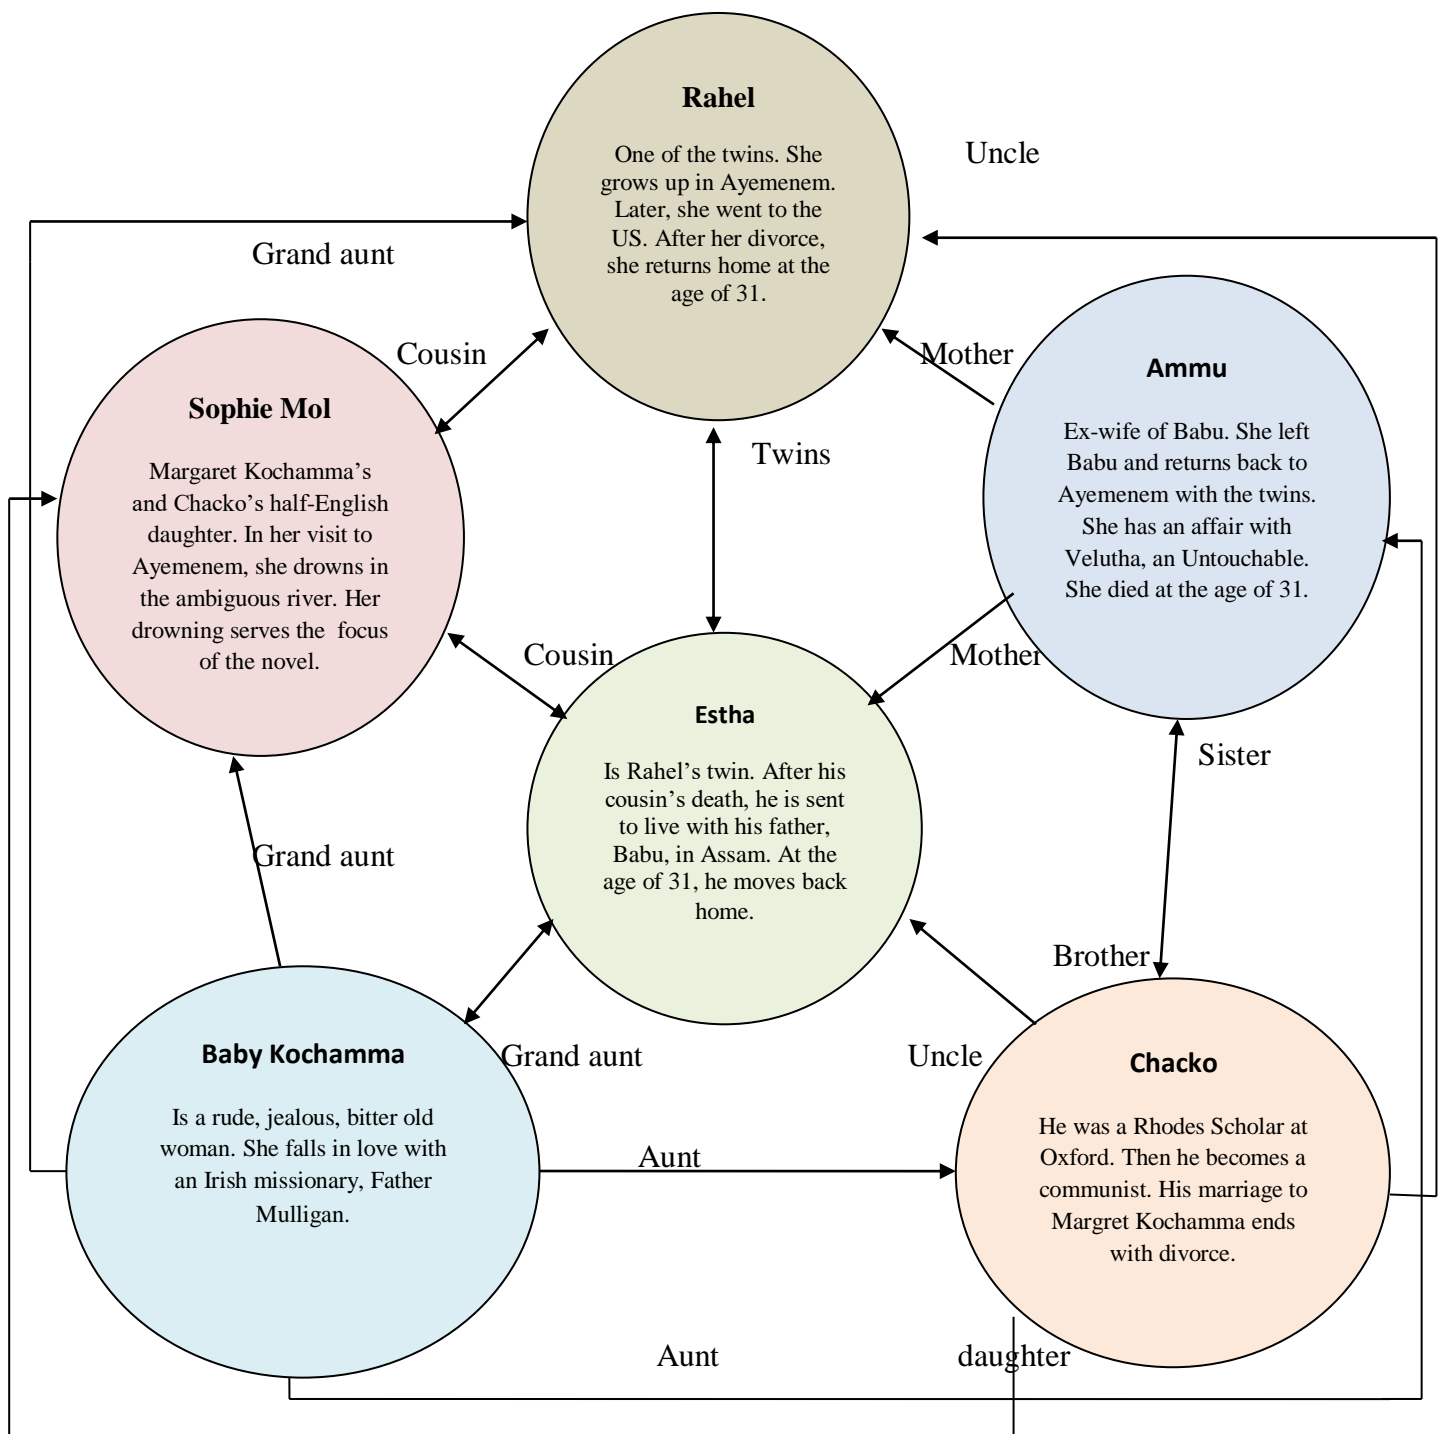 Rahel
One of the twins. She
grows up in Ayemenem.
Later, she went to the
US. After her divorce,
she returns home at the
age of 31.
Uncle
Grand aunt
Cousin
Mother
Sophie Mol
Margaret Kochamma’s
and Chacko’s half-English
daughter. In her visit to
Ayemenem, she drowns in
the ambiguous river. Her
drowning serves the  focus
of the novel.
Ammu
Ex-wife of Babu. She left
Babu and returns back to
Ayemenem with the twins.
She has an affair with
Velutha, an Untouchable.
She died at the age of 31.
Twins
Cousin
Mother
Estha
Is Rahel’s twin. After his
cousin’s death, he is sent
to live with his father,
Babu, in Assam. At the
age of 31, he moves back
home.
Sister
Grand aunt
Brother
Baby Kochamma
Is a rude, jealous, bitter old
woman. She falls in love with
an Irish missionary, Father
Mulligan.
Grand aunt
Uncle
Chacko
He was a Rhodes Scholar at
Oxford. Then he becomes a
communist. His marriage to
Margret Kochamma ends
with divorce.
Aunt
Aunt
daughter